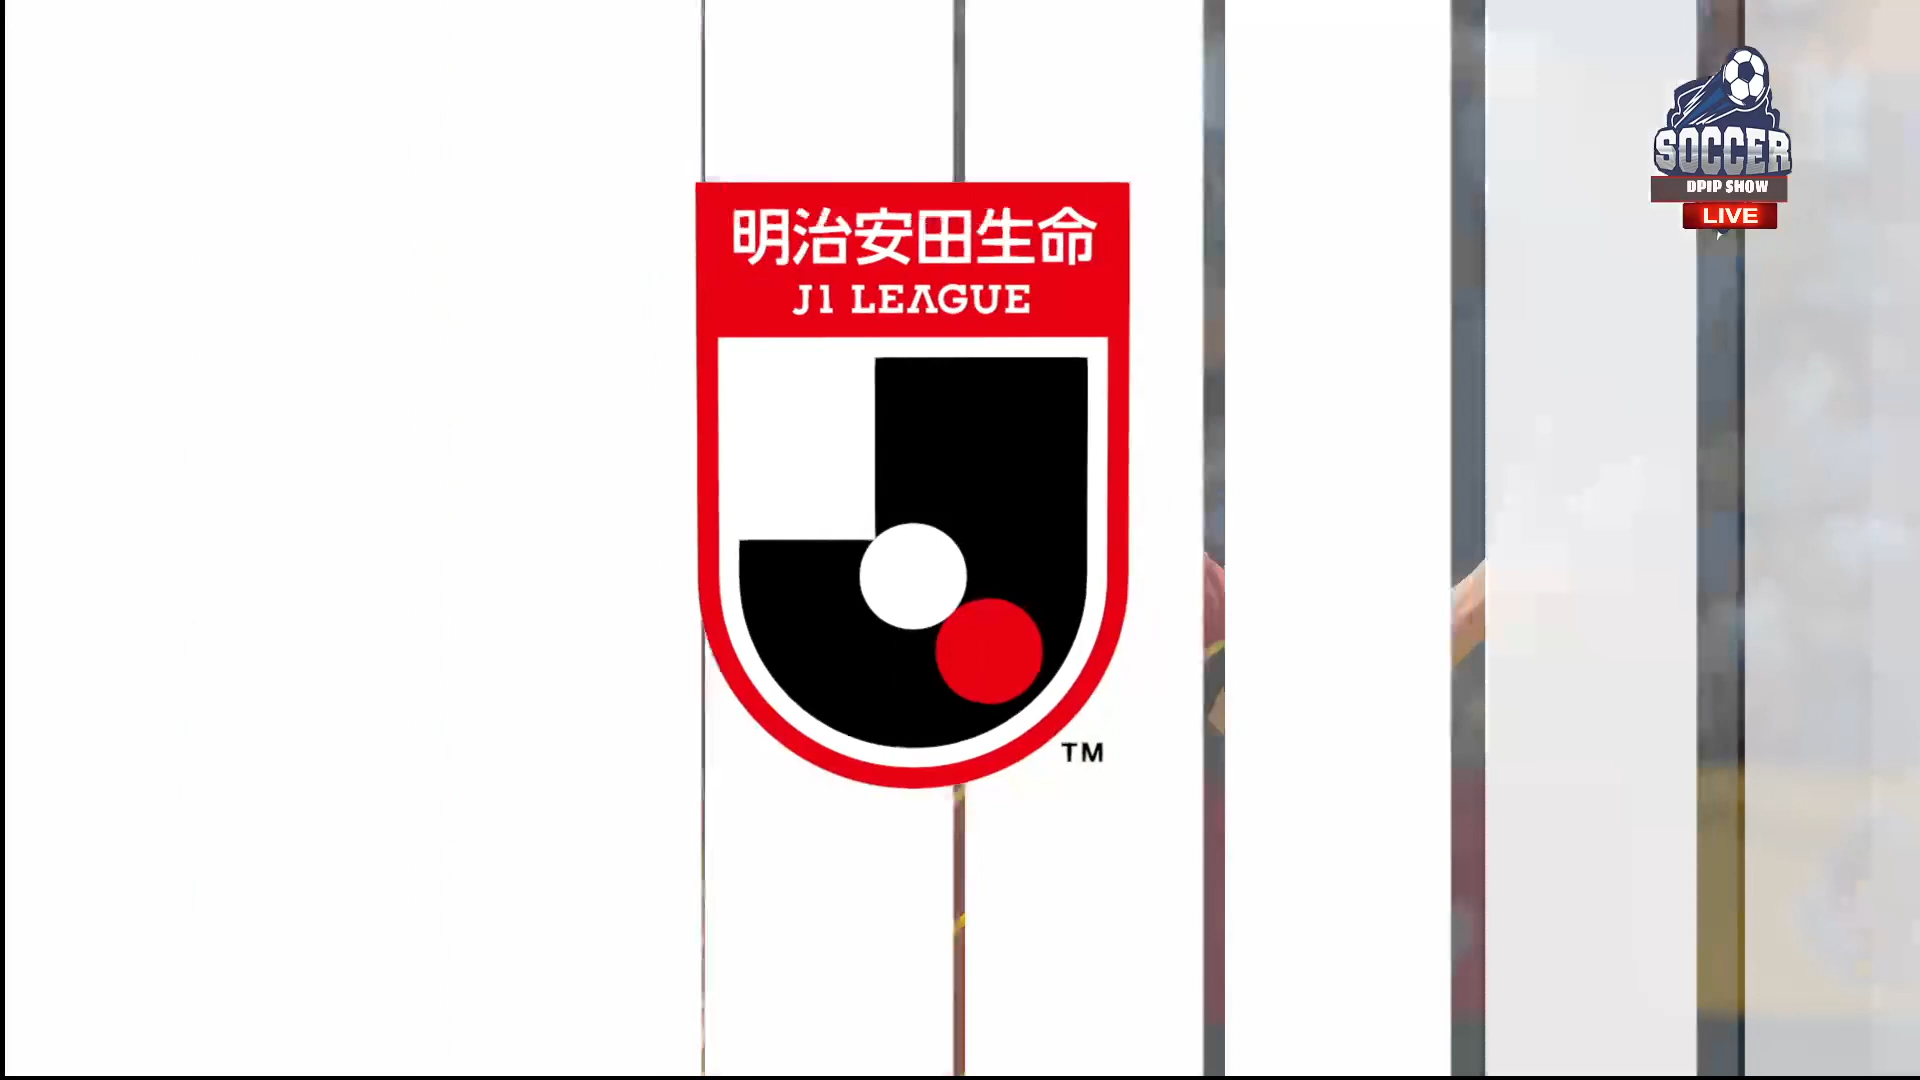 明治安田生命
J1 LEAGUE
TM
SOCCER
DPIP SHOW
LIVE